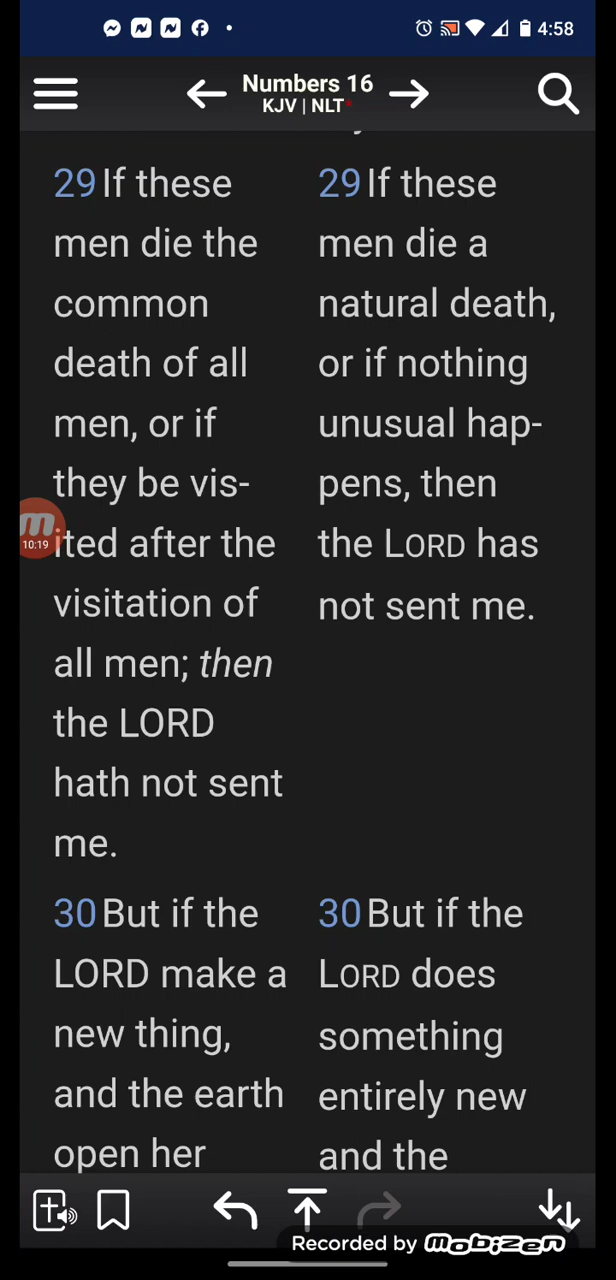 4:58
Numbers 16
KJV | NLT*
29 If these
men die the
common
death of all
men, or if
they be vis-
ited after the
visitation of
all men; then
the LORD
hath not sent
me.
30 But if the
LORD make a
new thing,
and the earth
open her
29 If these
men die a
natural death,
or if nothing
unusual hap-
pens, then
the LORD has
not sent me.
30 But if the
LORD does
something
entirely new
and the
10:19
Recorded by mobizen